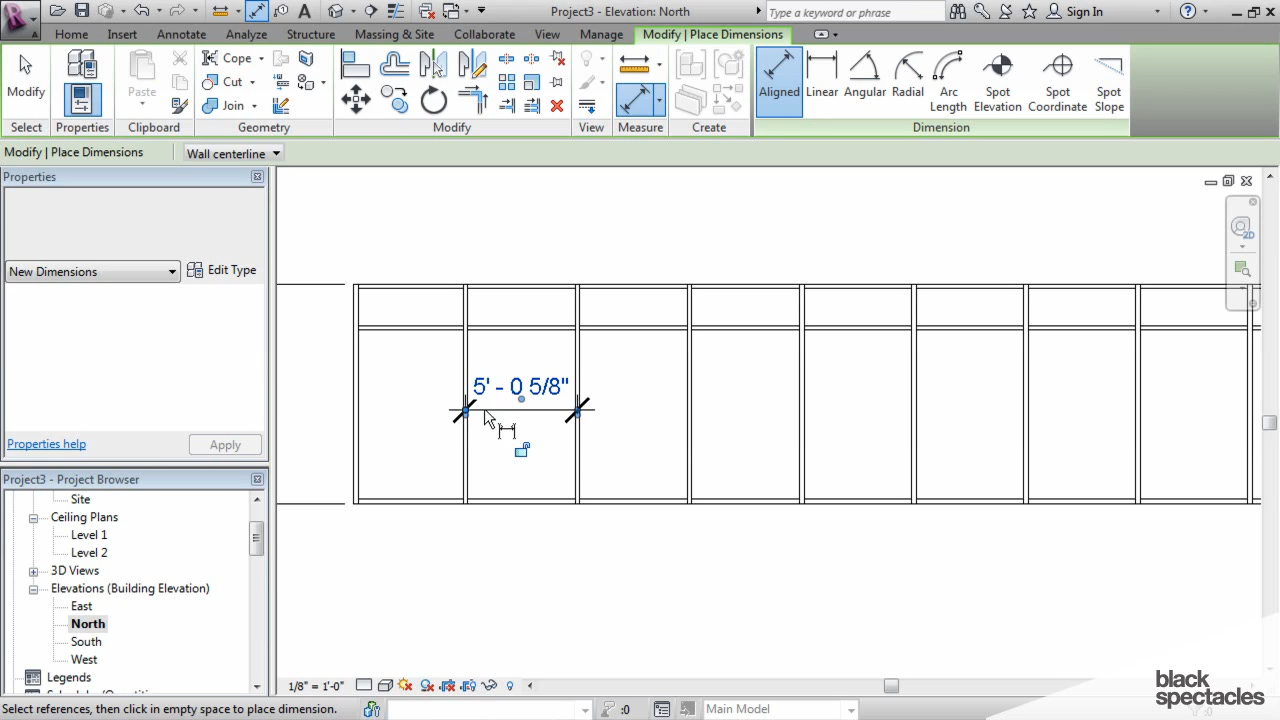 Project3 - Elevation: North
Type a keyword or phrase
Sign In
Home Insert Annotate Analyze Structure Massing & Site Collaborate View Manage Modify | Place Dimensions
Modify
Paste
Cope
Cut
Join
Aligned Linear Angular Radial Arc Length Spot Elevation Spot Coordinate Spot Slope
Select Properties Clipboard Geometry Modify View Measure Create Dimension
Modify | Place Dimensions Wall centerline
Properties
New Dimensions Edit Type
Properties help Apply
Project3 - Project Browser
Site
Ceiling Plans
Level 1
Level 2
3D Views
Elevations (Building Elevation)
East
North
South
West
Legends
5' - 0 5/8"
2D
1/8" = 1'-0"
Select references, then click in empty space to place dimension.
:0
Main Model
:0
black
spectacles